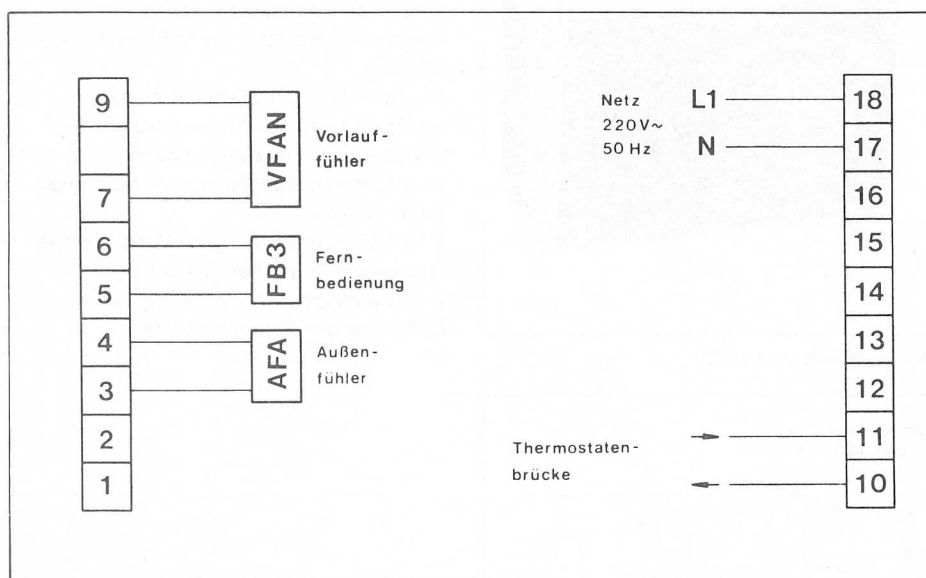 9
7
6
5
4
3
2
1
VFAN
Vorlauf-
fühler
FB3
Fern-
bedienung
AFA
Außen-
fühler
Netz
220V~
50 Hz
L1
N
Thermostaten-
brücke
18
17
16
15
14
13
12
11
10